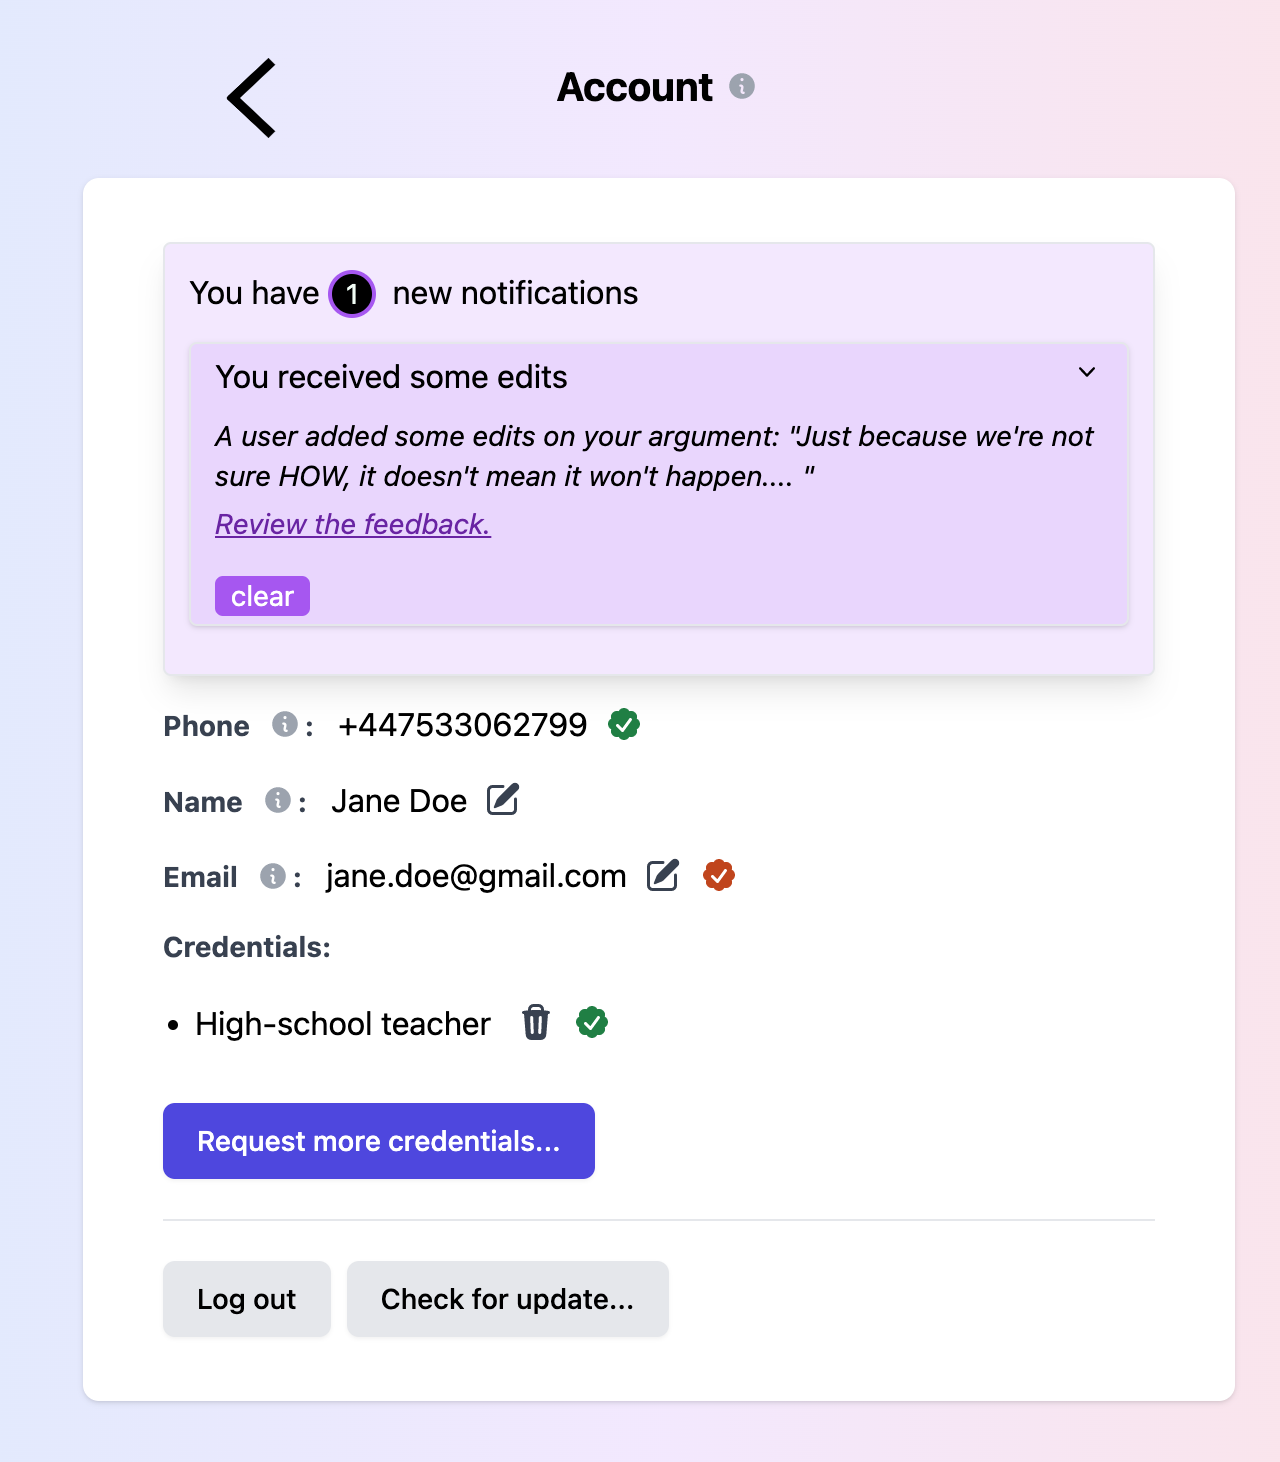 Account
You have 1 new notifications
You received some edits
A user added some edits on your argument: "Just because we're not
sure HOW, it doesn't mean it won't happen.... "
Review the feedback.
clear
Phone : +447533062799
Name : Jane Doe
Email : jane.doe@gmail.com
Credentials:
• High-school teacher
Request more credentials...
Log out Check for update...